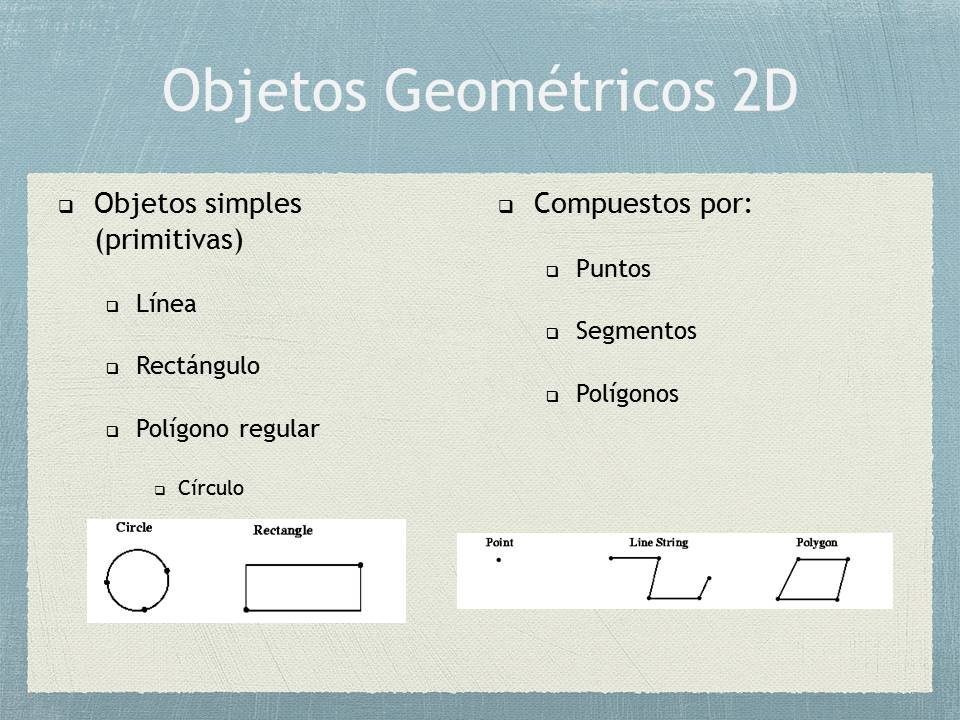 Objetos Geométricos 2D
Objetos simples
(primitivas)
Línea
Rectángulo
Polígono regular
Círculo
Circle
Rectangle
Compuestos por:
Puntos
Segmentos
Polígonos
Point
Line String
Polygon